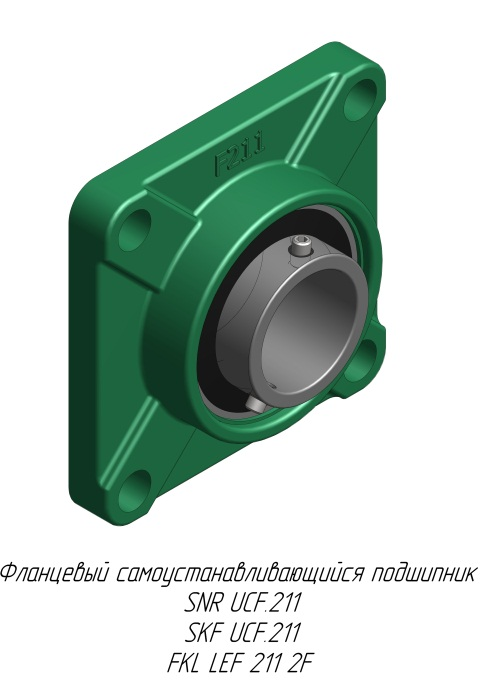 F211
Фланцевый самоустанавливающийся подшипник
SNR UCF.211
SKF UCF.211
FKL LEF 211 2F